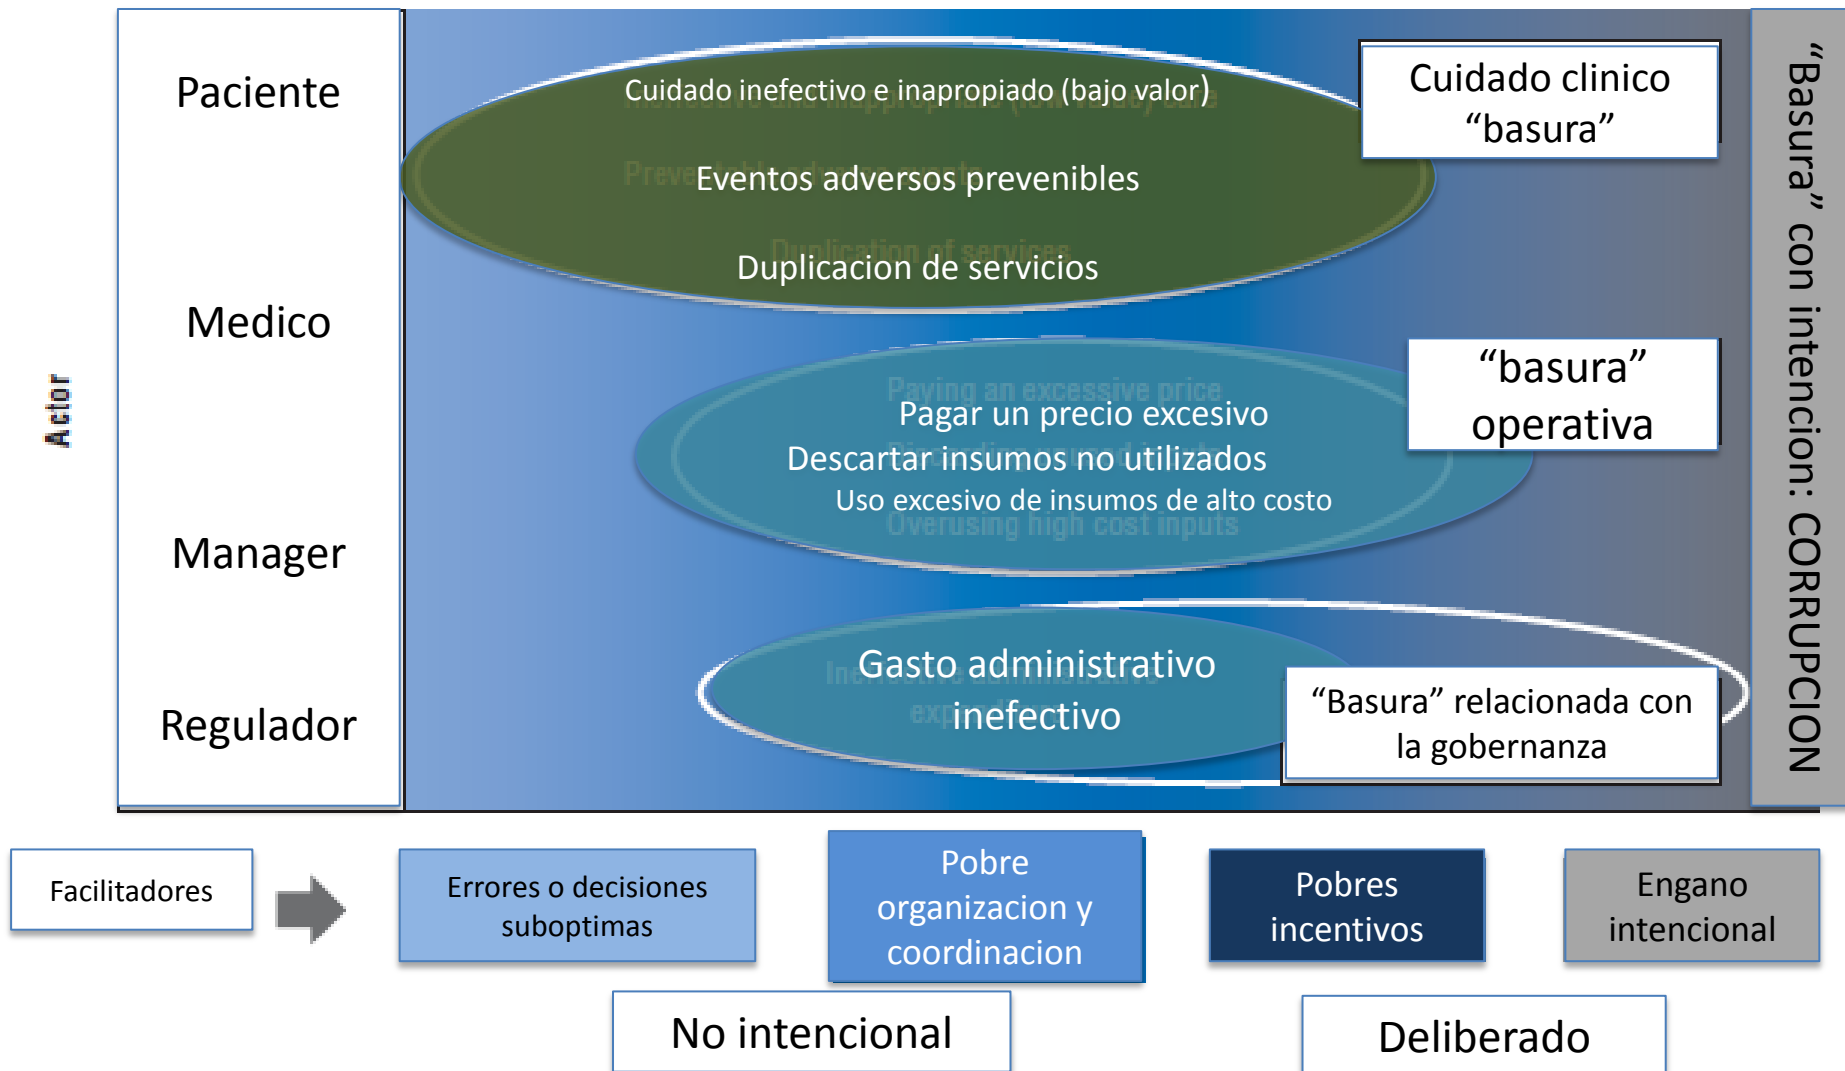 Actor
Paciente
Medico
Manager
Regulador
Cuidado inefectivo e inapropiado (bajo valor)
Eventos adversos prevenibles
Duplicacion de servicios
Duplication of services
Cuidado clinico
“basura”
Paying an excessive price
Pagar un precio excesivo
Descartar insumos no utilizados
Uso excesivo de insumos de alto costo
Overusing high cost inputs
“basura”
operativa
Gasto administrativo
inefectivo
“Basura” relacionada con
la gobernanza
“Basura” con intencion: CORRUPCION
Facilitadores
Errores o decisiones
suboptimas
Pobre
organizacion y
coordinacion
Pobres
incentivos
Engano
intencional
No intencional
Deliberado